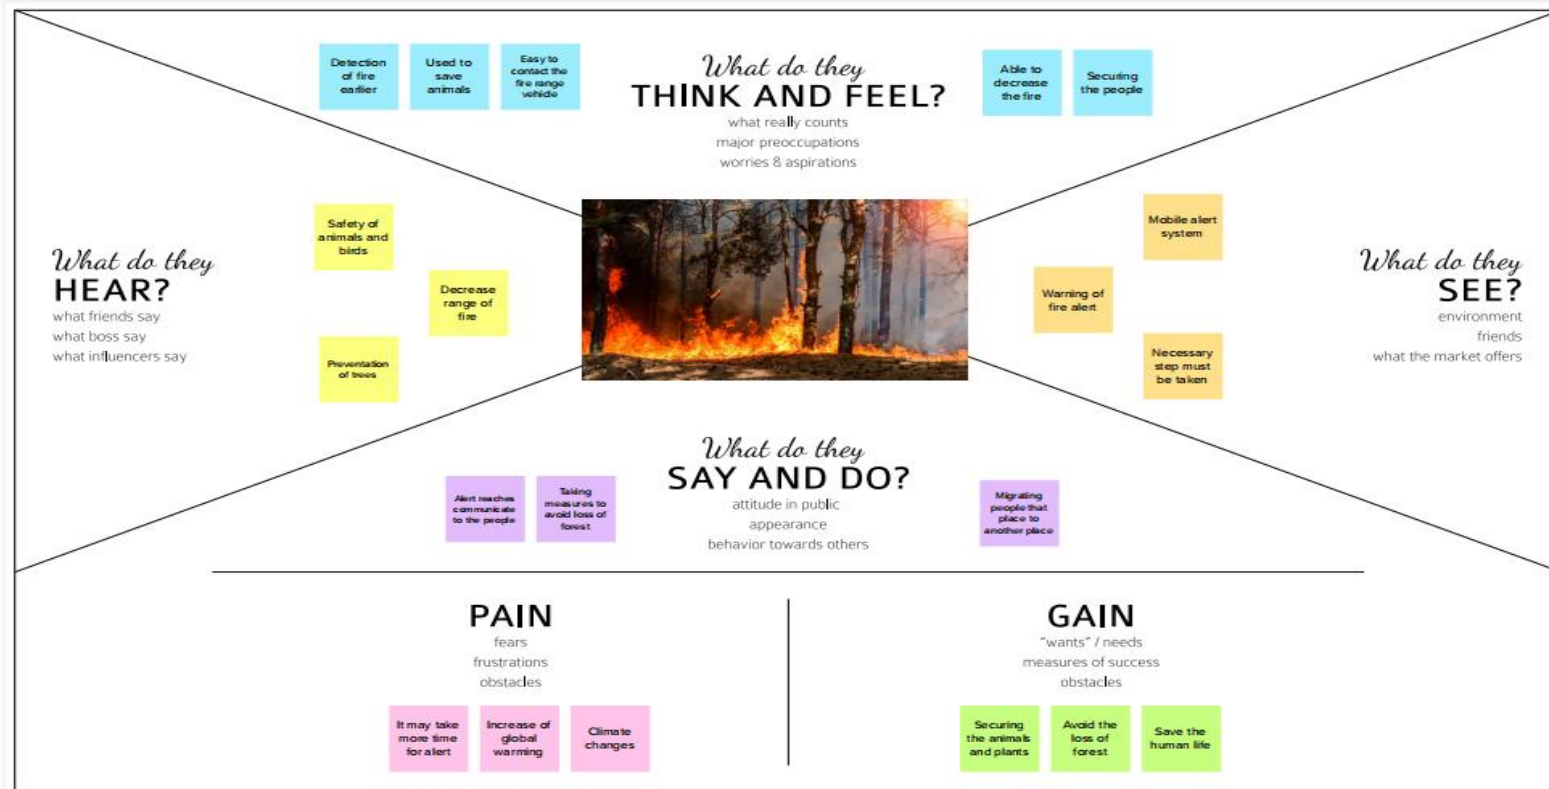 Detection
of fire
earlier
Used to
save
animals
Easy to
contact the
fire range
vehicle
What do they
THINK AND FEEL?
what really counts
major preoccupations
worries & aspirations
Able to
decrease
the fire
Securing
the people
What do they
HEAR?
what friends say
what boss say
what influencers say
Safety of
animals and
birds
Decrease
range of
fire
Preventation
of trees
Mobile alert
system
Warning of
fire alert
Necessary
step must
be taken
What do they
SEE?
environment
friends
what the market offers
What do they
SAY AND DO?
attitude in public
appearance
behavior towards others
Alert reaches
communicate
to the people
Taking
measures to
avoid loss of
forest
Migrating
people that
place to
another place
PAIN
fears
frustrations
obstacles
It may take
more time
for alert
Increase of
global
warming
Climate
changes
GAIN
"wants" / needs
measures of success
obstacles
Securing
the animals
and plants
Avoid the
loss of
forest
Save the
human life